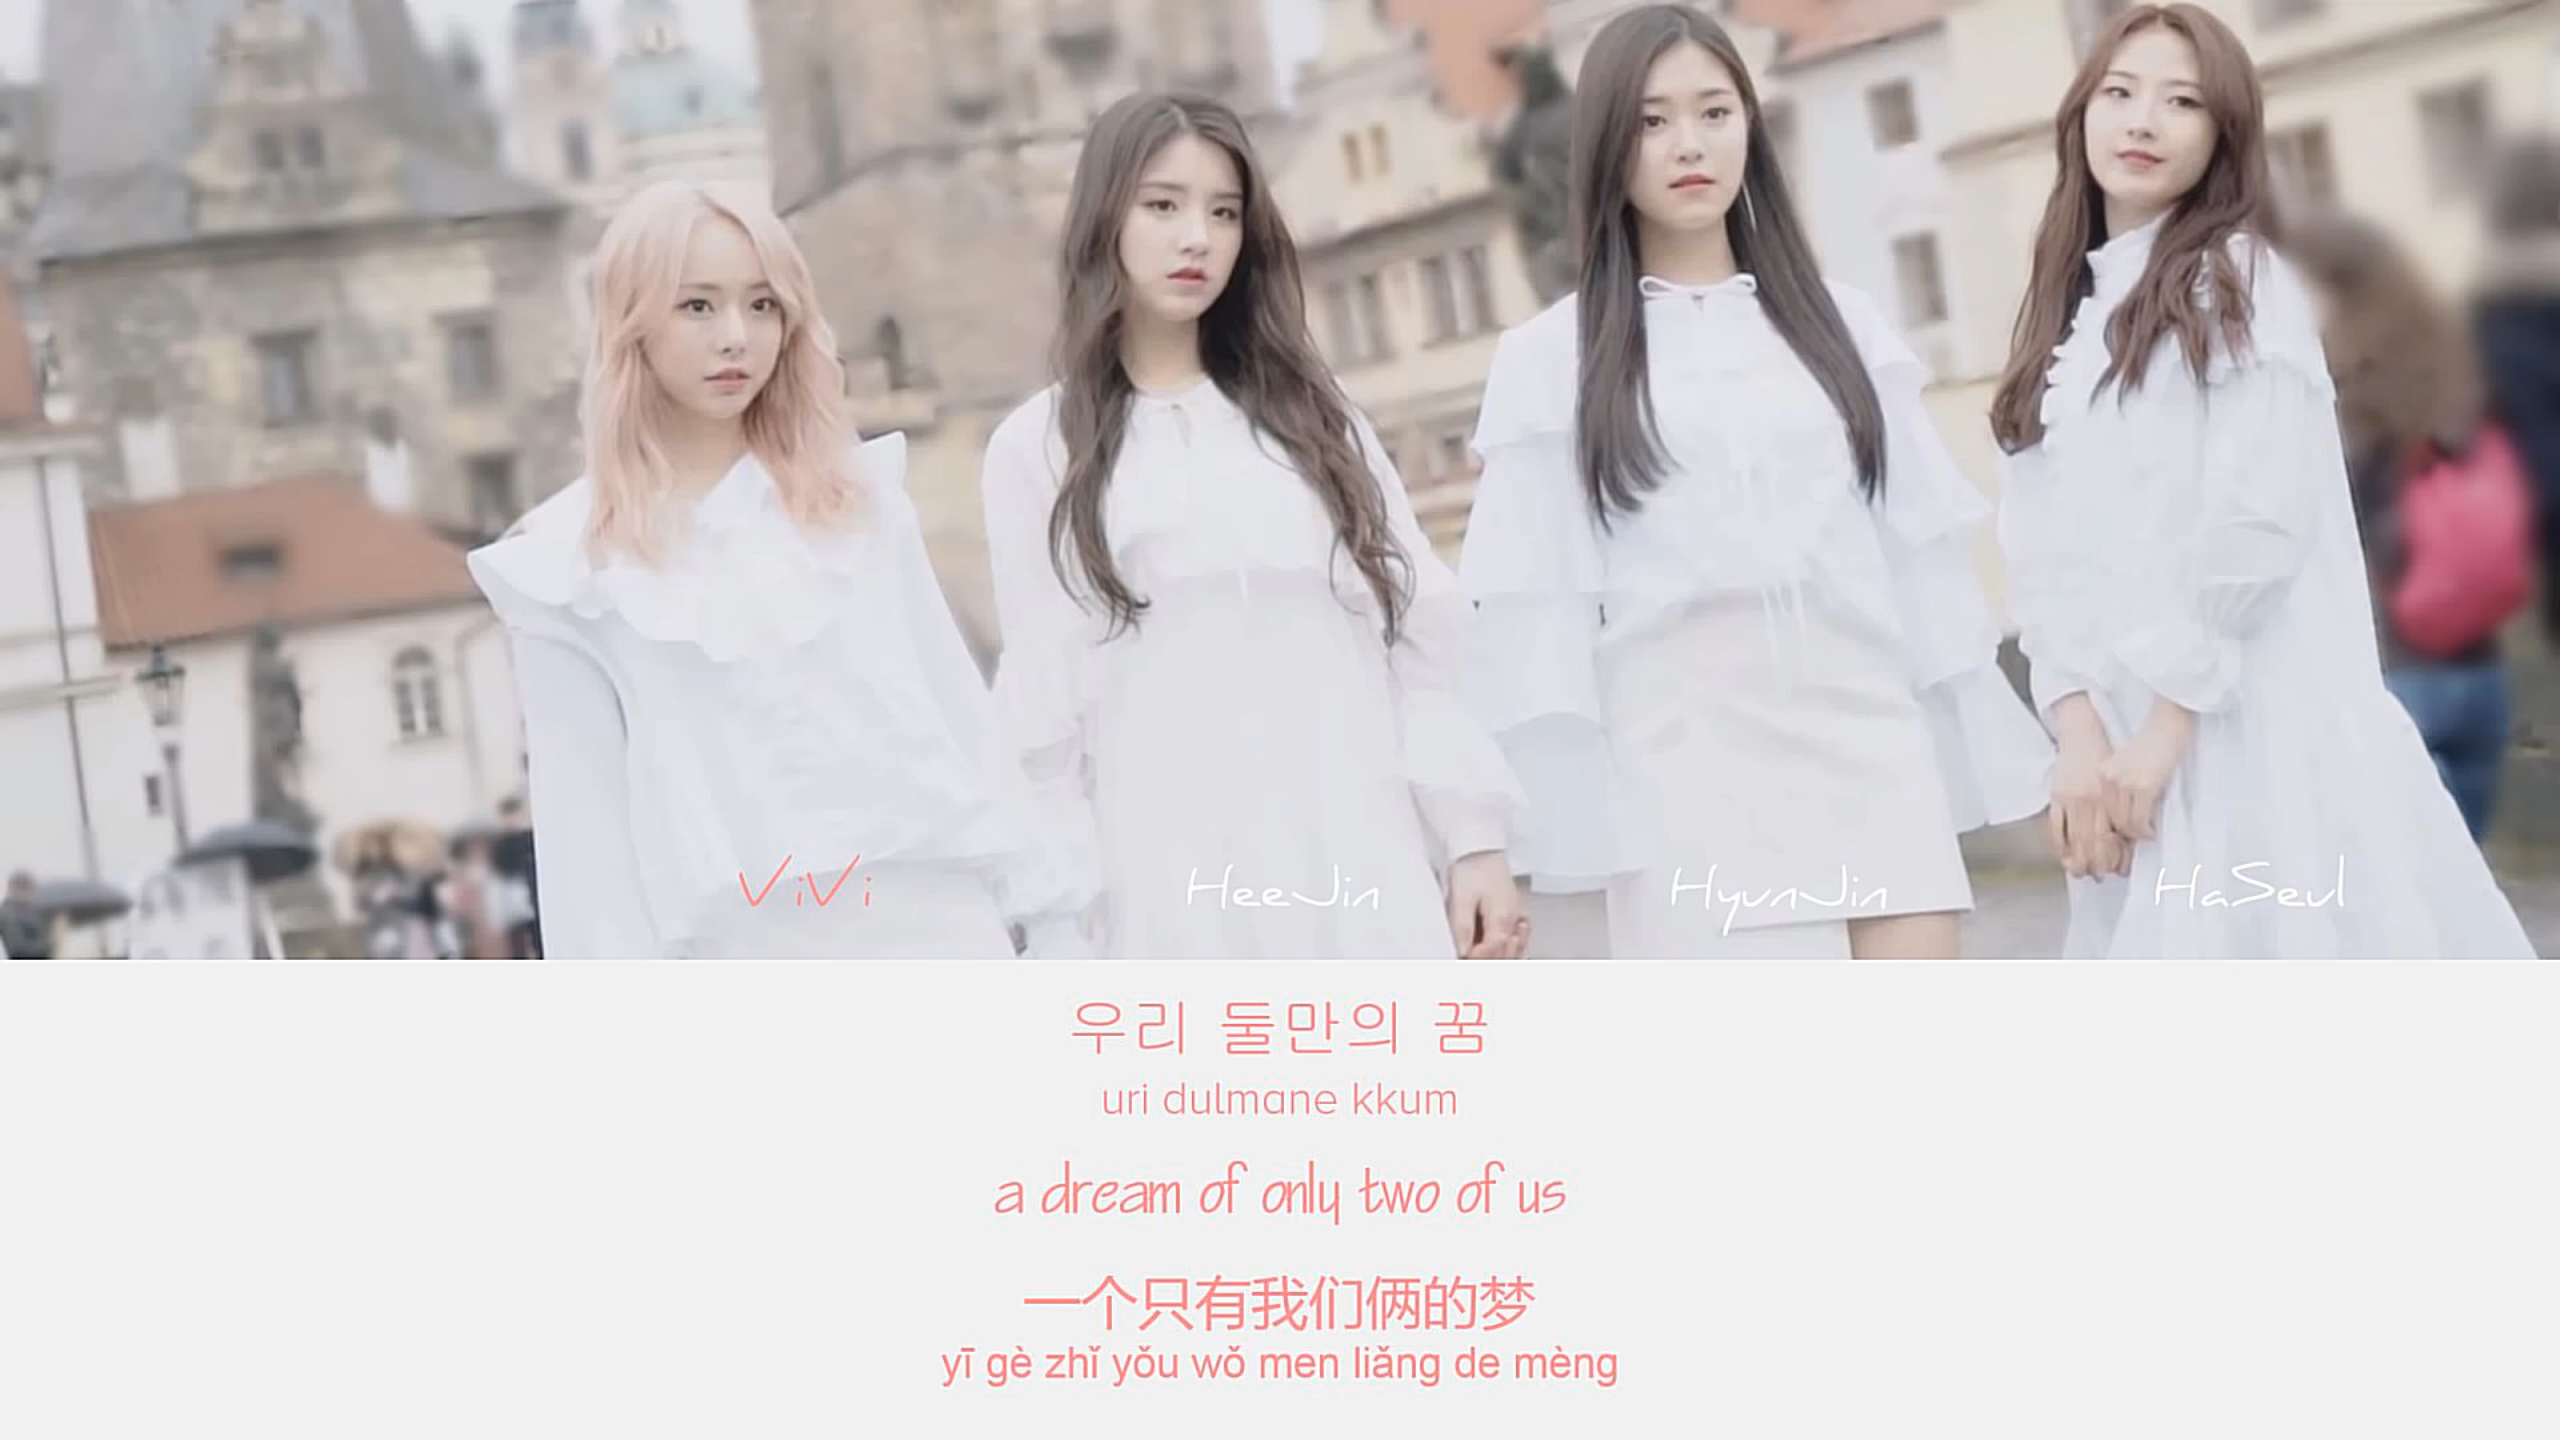 ViVi HeeJin HyunJin HaSeul
우리 둘만의 꿈
uri dulmane kkum
a dream of only two of us
一个只有我们俩的梦
yī gè zhǐ yǒu wǒ men liǎng de mèng